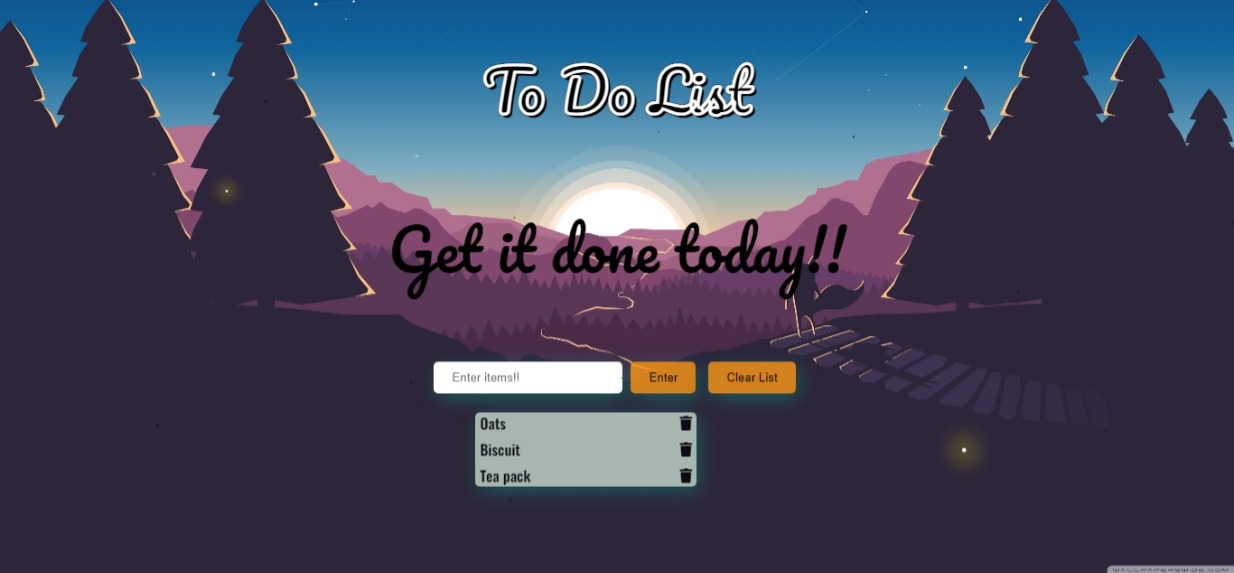 To Do List
Get it done today!!
Enter items!!
Enter
Clear List
Oats
Biscuit
Tea pack